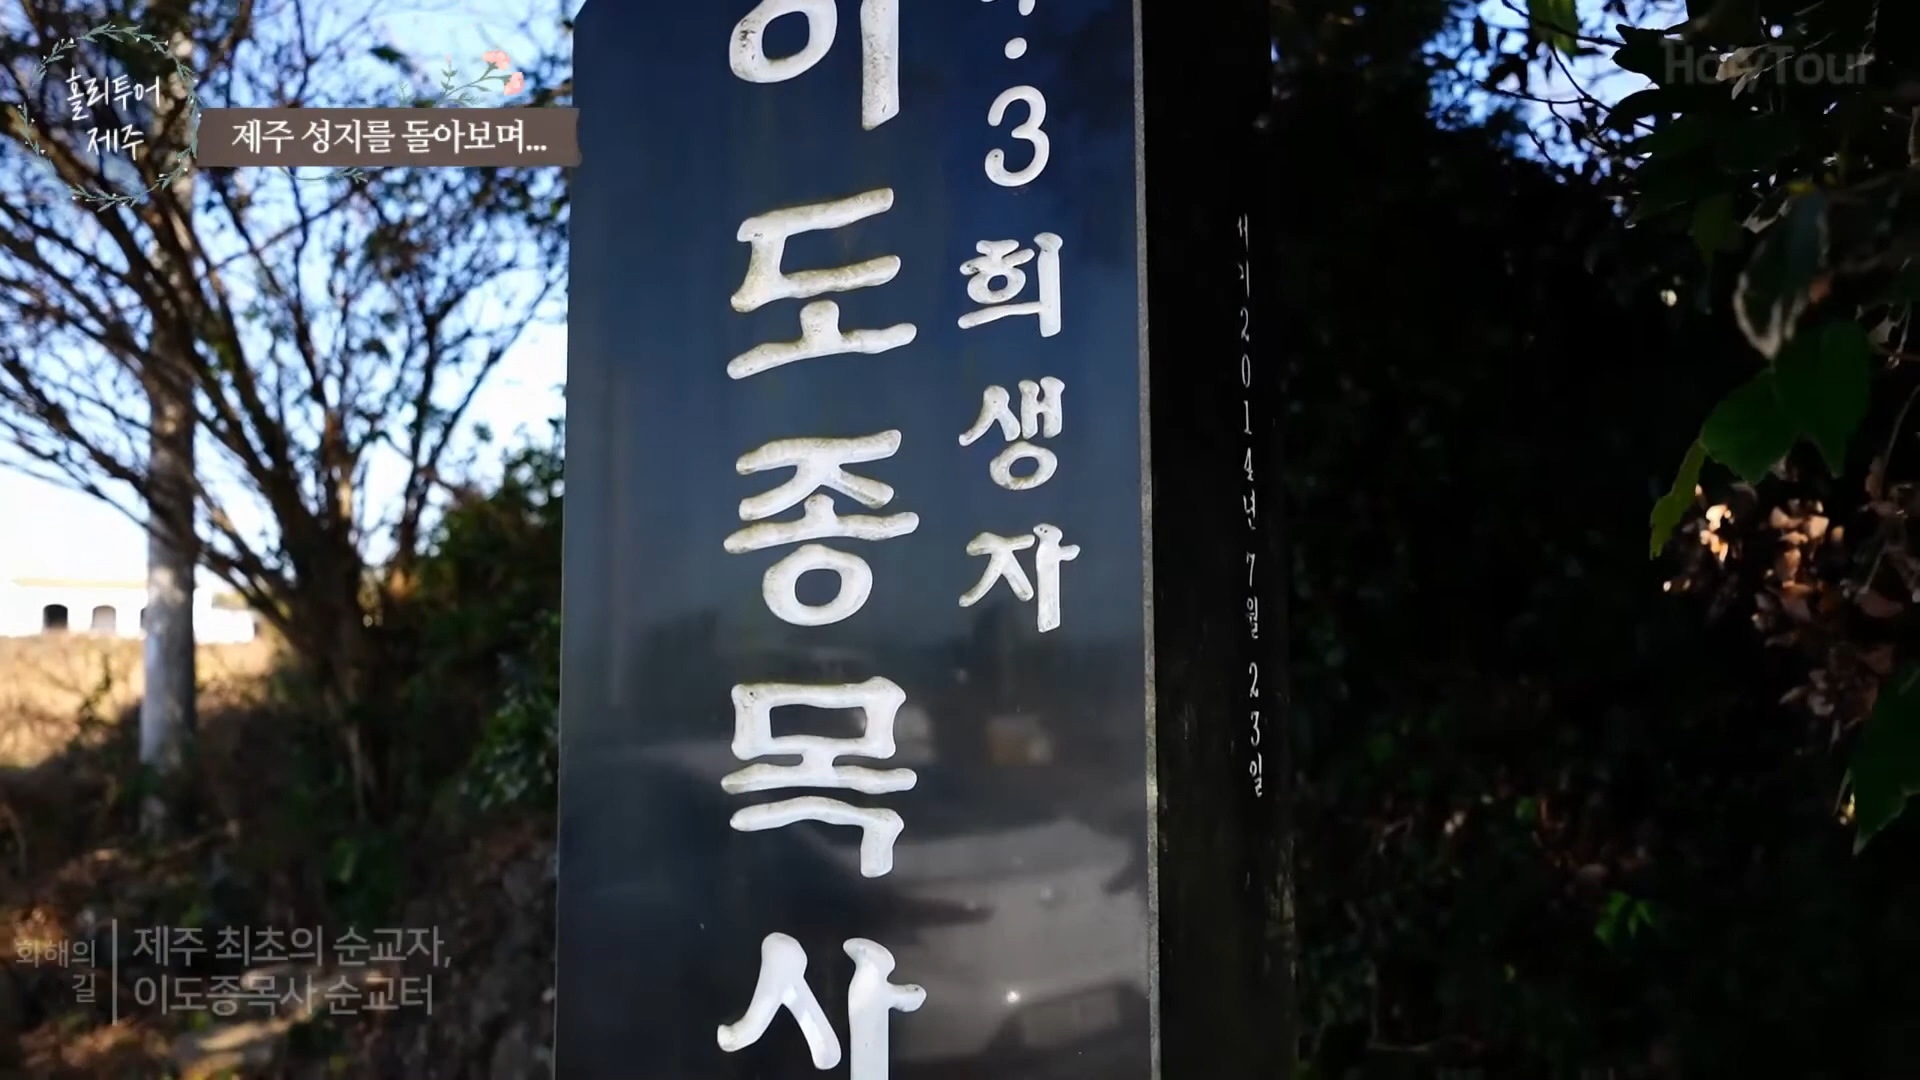 홀리투어
제주
제주 성지를 돌아보며...
HolyTour
·3 희생자
이도종목사
서기2014년 7월 23일
화해의
길
제주 최초의 순교자,
이도종목사 순교터